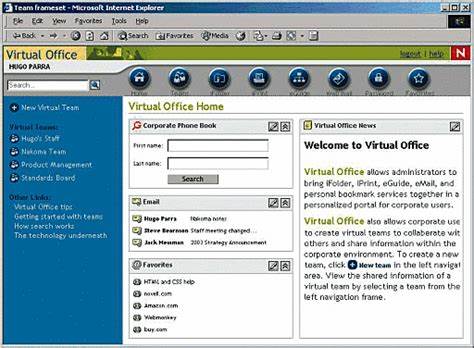 Team frameset - Microsoft Internet Explorer
File Edit View Favorites Tools Help
Back Search Favorites Media
Virtual Office
logout | help
N
HUGO PARRA
Search...
Home Teams iFolder iPrint eGuide eMail Password Favorites
New Virtual Team
Virtual Teams:
Hugo's Staff
Nakoma Team
Product Management
Standards Board
Other Links:
Virtual Office tips
Getting started with teams
How search works
The technology underneath
Virtual Office Home
Corporate Phone Book
First name:
Last name:
Search
Email
Hugo Parra Nakoma notes
Steve Bearnson Staff meeting changed...
Jack Messman 2003 Strategy Announcement
Favorites
HTML and CSS help
novell.com
Amazon.com
Webmonkey
buy.com
Virtual Office News
Welcome to Virtual Office
Virtual Office allows administrators to
bring iFolder, IPrint, eGuide, eMail, and
personal bookmark services together in a
personalized portal for corporate users.
Virtual Office also allows corporate use
to create virtual teams to collaborate wit
others and share information within the
corporate environment. To create a new
team, click New team in the left navigat
area. View the shared information of a
virtual team by selecting a team from the
left navigation frame.